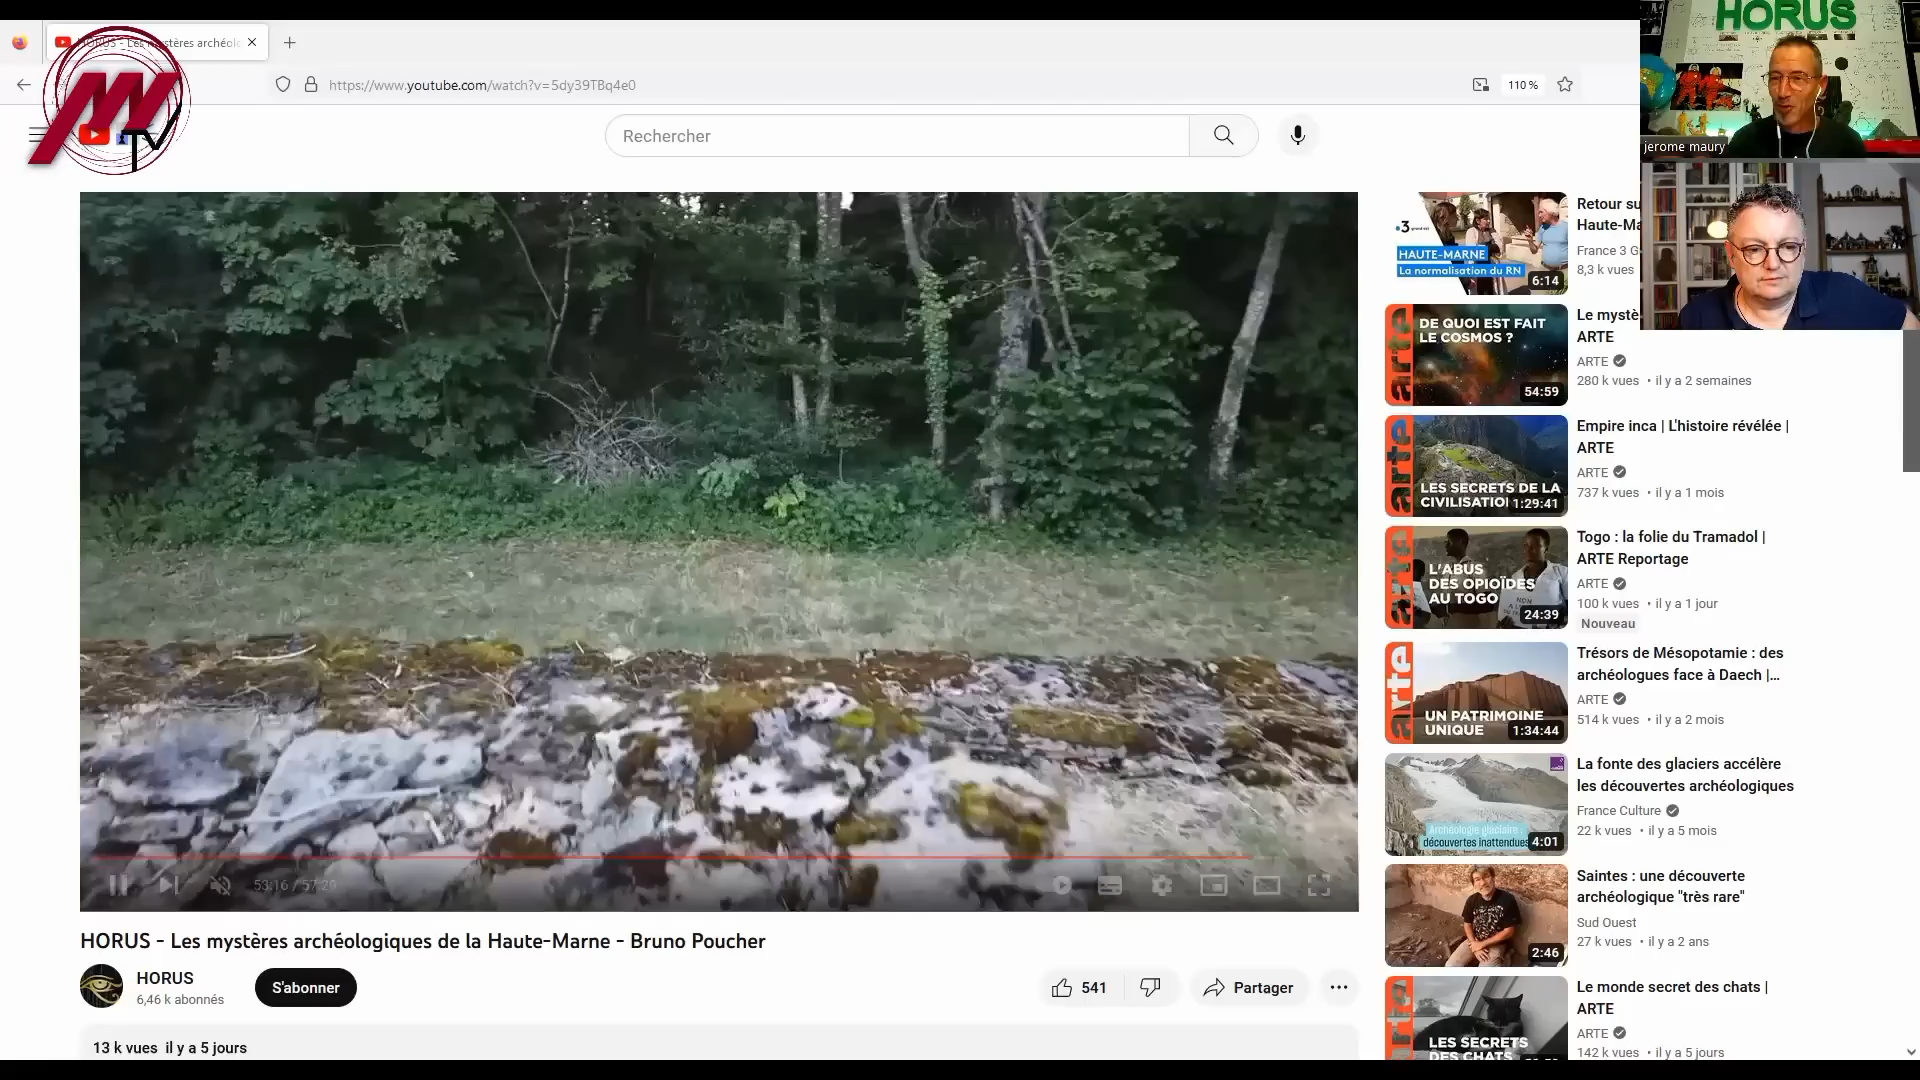 HORUS - Les mystères archéolo
https://www.youtube.com/watch?v=5dy39TBq4e0
110 %
TV
Rechercher
HORUS
jerome maury
53:16 / 57:20
HORUS - Les mystères archéologiques de la Haute-Marne - Bruno Poucher
HORUS
6,46 k abonnés
S'abonner
541
Partager
13 k vues il y a 5 jours
3
HAUTE-MARNE
La normalisation du RN
6:14
Retour su
Haute-Ma
France 3 G
8,3 k vues
arte
DE QUOI EST FAIT
LE COSMOS ?
54:59
Le mystè
ARTE
ARTE
280 k vues • il y a 2 semaines
arte
LES SECRETS DE LA
CIVILISATIO
1:29:41
Empire inca | L'histoire révélée |
ARTE
ARTE
737 k vues • il y a 1 mois
arte
L'ABUS
DES OPIOÏDES
AU TOGO
24:39
Togo : la folie du Tramadol |
ARTE Reportage
ARTE
100 k vues • il y a 1 jour
Nouveau
arte
UN PATRIMOINE
UNIQUE
1:34:44
Trésors de Mésopotamie : des
archéologues face à Daech |...
ARTE
514 k vues • il y a 2 mois
Archéologie glaciaire :
découvertes inattendues
4:01
La fonte des glaciers accélère
les découvertes archéologiques
France Culture
22 k vues • il y a 5 mois
2:46
Saintes : une découverte
archéologique "très rare"
Sud Ouest
27 k vues • il y a 2 ans
arte
LES SECRETS
DES CHATS
Le monde secret des chats |
ARTE
ARTE
142 k vues • il y a 5 jours